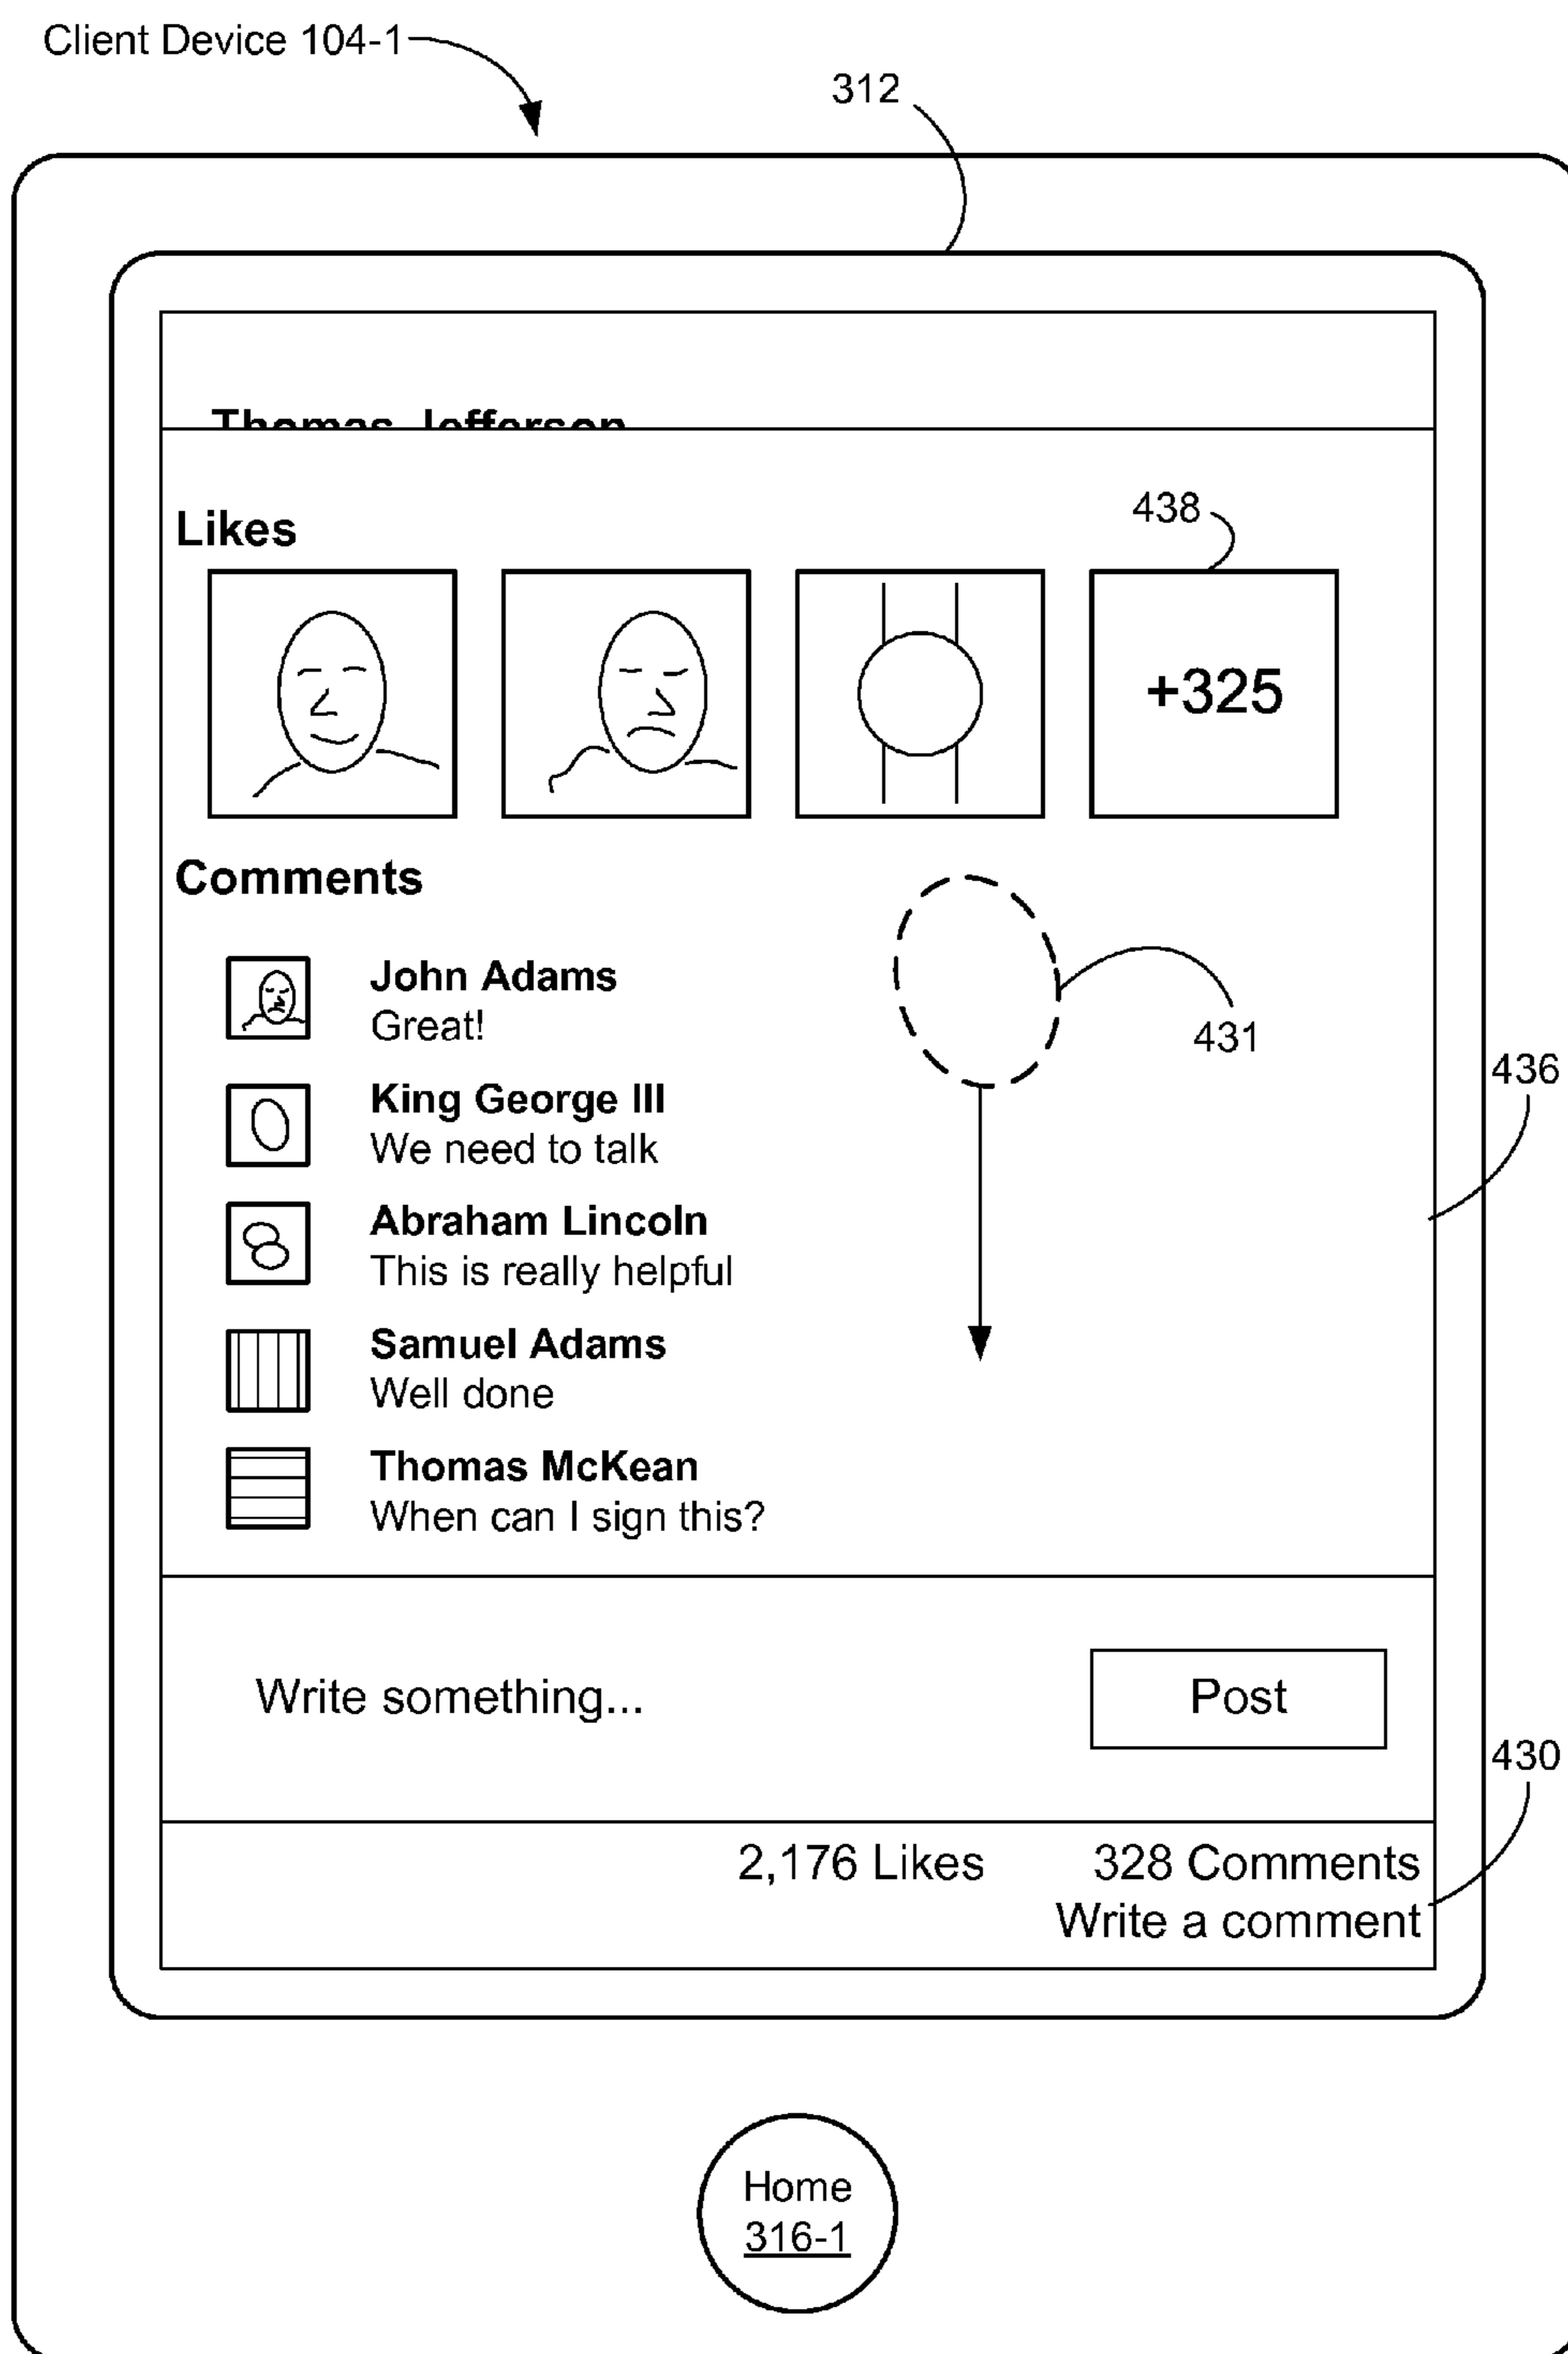 Client Device 104-1
312
Thomas Jefferson
Likes
438
+325
Comments
John Adams
Great!
431
436
King George III
We need to talk
Abraham Lincoln
This is really helpful
Samuel Adams
Well done
Thomas McKean
When can I sign this?
Write something...
Post
430
2,176 Likes
328 Comments
Write a comment
Home
316-1